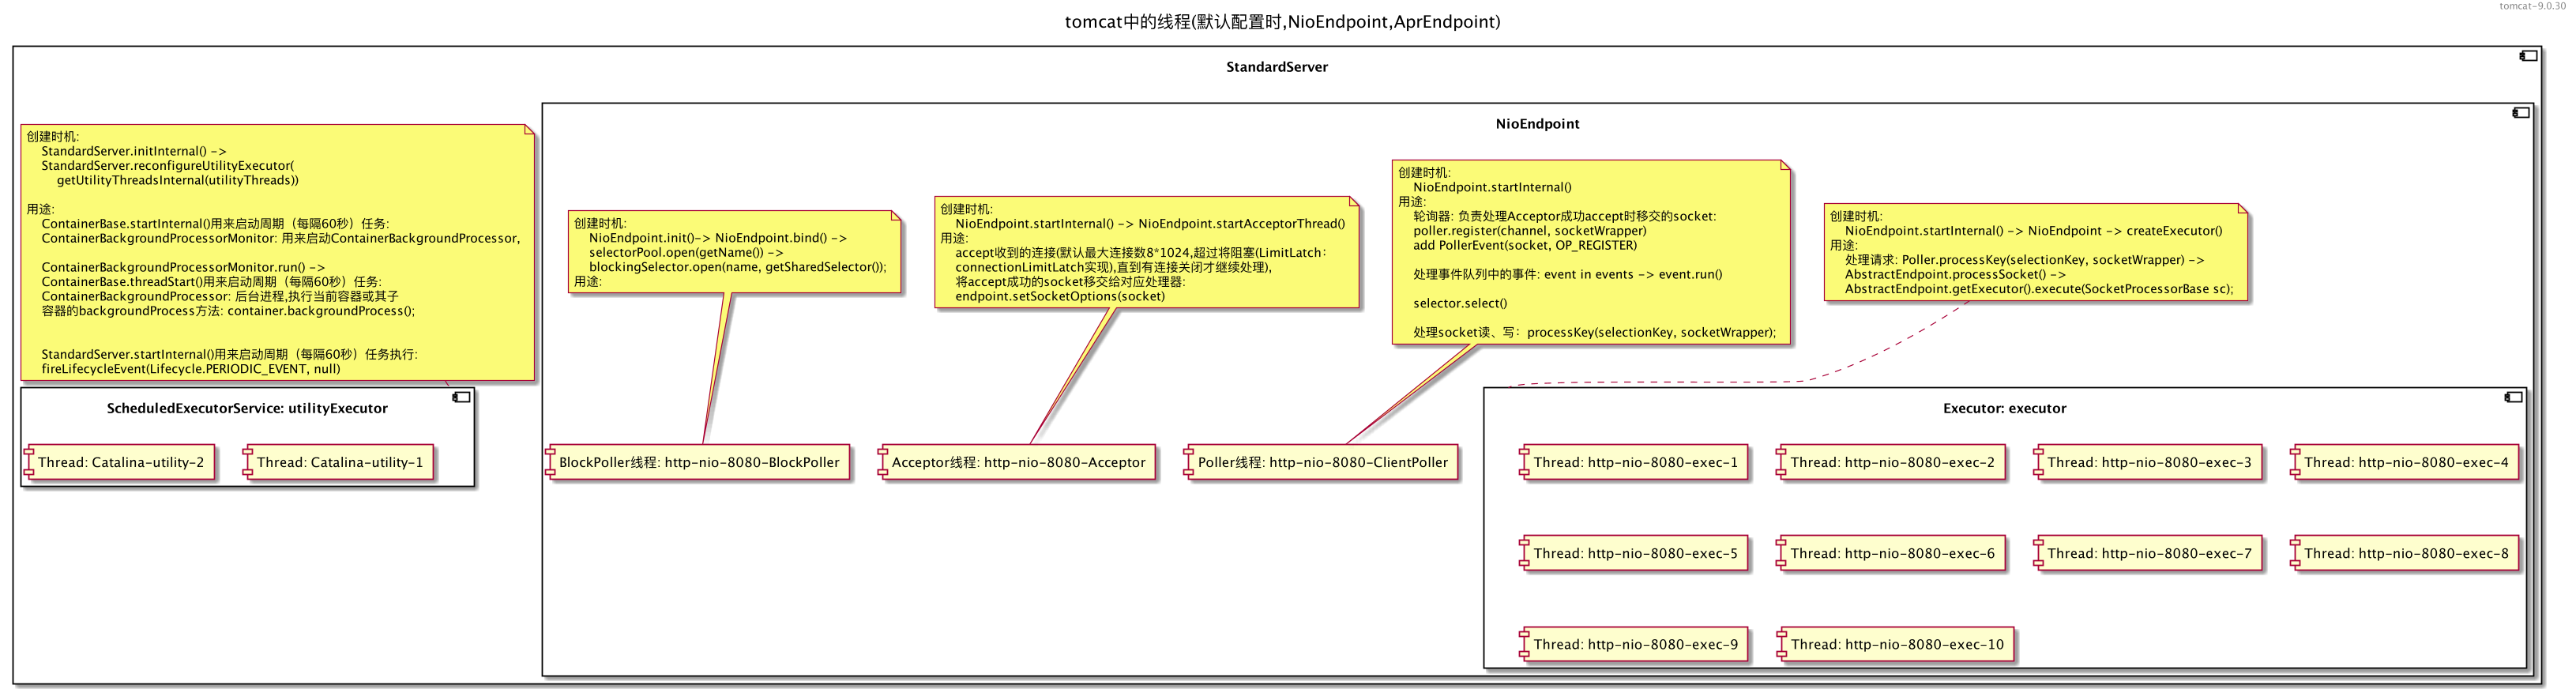 tomcat-9.0.30
tomcat中的线程(默认配置时,NioEndpoint,AprEndpoint)
StandardServer
创建时机:
StandardServer.initInternal() ->
StandardServer.reconfigureUtilityExecutor(
getUtilityThreadsInternal(utilityThreads))
用途:
ContainerBase.startInternal()用来启动周期（每隔60秒）任务:
ContainerBackgroundProcessorMonitor: 用来启动ContainerBackgroundProcessor,
ContainerBackgroundProcessorMonitor.run() ->
ContainerBase.threadStart()用来启动周期（每隔60秒）任务:
ContainerBackgroundProcessor: 后台进程,执行当前容器或其子
容器的backgroundProcess方法: container.backgroundProcess();
StandardServer.startInternal()用来启动周期（每隔60秒）任务执行:
fireLifecycleEvent(Lifecycle.PERIODIC_EVENT, null)
ScheduledExecutorService: utilityExecutor
Thread: Catalina-utility-2
Thread: Catalina-utility-1
NioEndpoint
创建时机:
NioEndpoint.init()-> NioEndpoint.bind() ->
selectorPool.open(getName()) ->
blockingSelector.open(name, getSharedSelector());
用途:
创建时机:
NioEndpoint.startInternal() -> NioEndpoint.startAcceptorThread()
用途:
accept收到的连接(默认最大连接数8*1024,超过将阻塞(LimitLatch：
connectionLimitLatch实现),直到有连接关闭才继续处理),
将accept成功的socket移交给对应处理器:
endpoint.setSocketOptions(socket)
创建时机:
NioEndpoint.startInternal()
用途:
轮询器: 负责处理Acceptor成功accept时移交的socket:
poller.register(channel, socketWrapper)
add PollerEvent(socket, OP_REGISTER)
处理事件队列中的事件: event in events -> event.run()
selector.select()
处理socket读、写：processKey(selectionKey, socketWrapper);
创建时机:
NioEndpoint.startInternal() -> NioEndpoint -> createExecutor()
用途:
处理请求: Poller.processKey(selectionKey, socketWrapper) ->
AbstractEndpoint.processSocket() ->
AbstractEndpoint.getExecutor().execute(SocketProcessorBase sc);
BlockPoller线程: http-nio-8080-BlockPoller
Acceptor线程: http-nio-8080-Acceptor
Poller线程: http-nio-8080-ClientPoller
Executor: executor
Thread: http-nio-8080-exec-1
Thread: http-nio-8080-exec-2
Thread: http-nio-8080-exec-3
Thread: http-nio-8080-exec-4
Thread: http-nio-8080-exec-5
Thread: http-nio-8080-exec-6
Thread: http-nio-8080-exec-7
Thread: http-nio-8080-exec-8
Thread: http-nio-8080-exec-9
Thread: http-nio-8080-exec-10